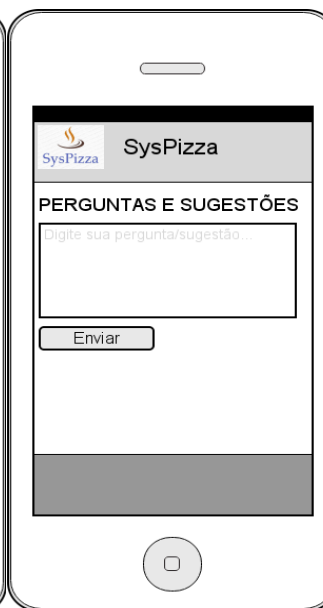 SysPizza
SysPizza
PERGUNTAS E SUGESTÕES
Digite sua pergunta/sugestão...
Enviar